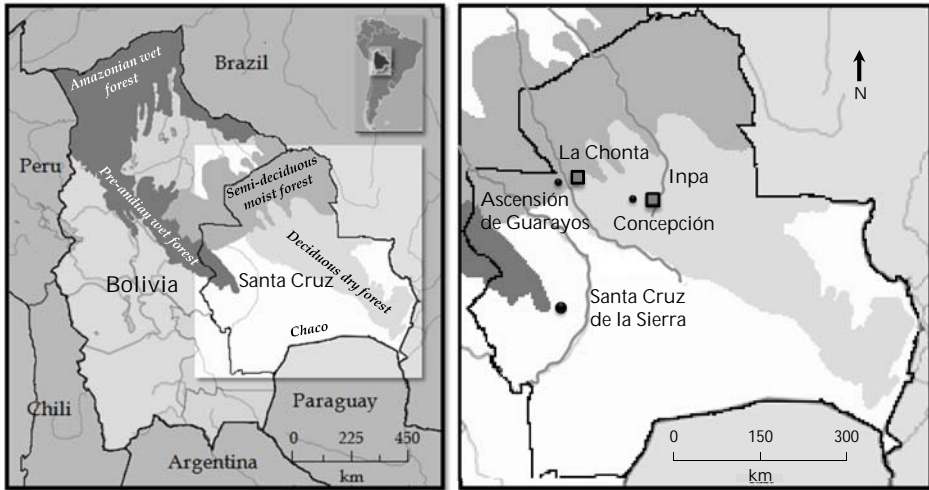 Amazonian wet
forest
Brazil
Peru
Pre-andian wet forest
Semi-deciduous
moist forest
Deciduous dry forest
Bolivia
Santa Cruz
Chaco
Chili
Paraguay
Argentina
0 225 450
km
N
La Chonta
Inpa
Ascensión
de Guarayos
Concepción
Santa Cruz
de la Sierra
0 150 300
km